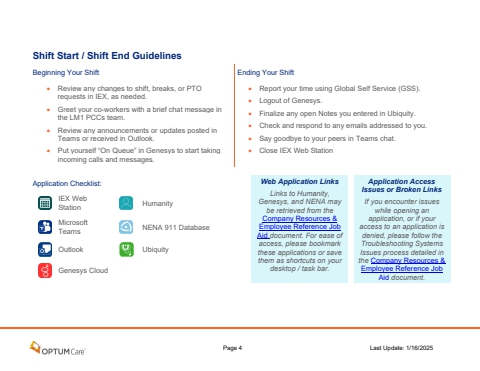 Shift Start / Shift End Guidelines
Beginning Your Shift
• Review any changes to shift, breaks, or PTO
requests in IEX, as needed.
• Greet your co-workers with a brief chat message in
the LM1 PCCs team.
• Review any announcements or updates posted in
Teams or received in Outlook.
• Put yourself "On Queue" in Genesys to start taking
incoming calls and messages.
Ending Your Shift
• Report your time using Global Self Service (GSS).
• Logout of Genesys.
• Finalize any open Notes you entered in Ubiquity.
• Check and respond to any emails addressed to you.
• Say goodbye to your peers in Teams chat.
• Close IEX Web Station
Application Checklist:
IEX Web
Station
Humanity
Microsoft
Teams
NENA 911 Database
Outlook
Ubiquity
Genesys Cloud
Web Application Links
Links to Humanity,
Genesys, and NENA may
be retrieved from the
Company Resources &
Employee Reference Job
Aid document. For ease of
access, please bookmark
these applications or save
them as shortcuts on your
desktop / task bar.
Application Access
Issues or Broken Links
If you encounter issues
while opening an
application, or if your
access to an application is
denied, please follow the
Troubleshooting Systems
Issues process detailed in
the Company Resources &
Employee Reference Job
Aid document.
OPTUMCare
Page 4
Last Update: 1/16/2025